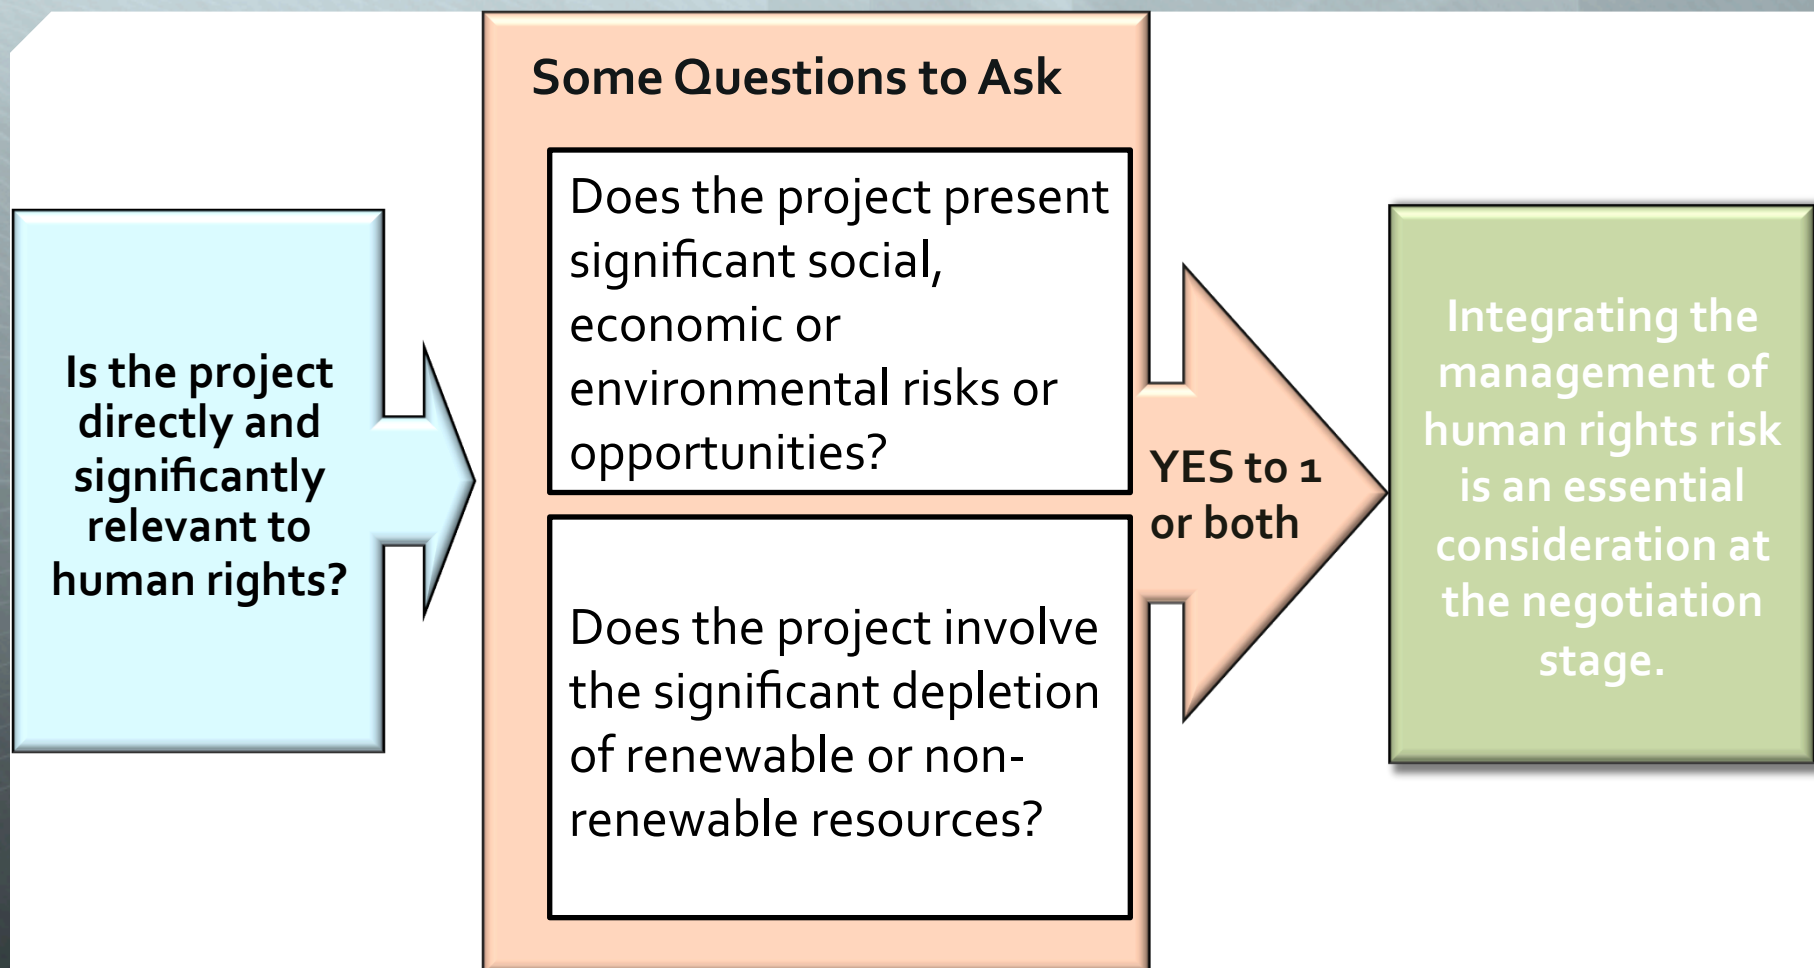 Is the project
directly and
significantly
relevant to
human rights?
Some Questions to Ask
Does the project present
significant social,
economic or
environmental risks or
opportunities?
Does the project involve
the significant depletion
of renewable or non-
renewable resources?
YES to 1
or both
Integrating the
management of
human rights risk
is an essential
consideration at
the negotiation
stage.